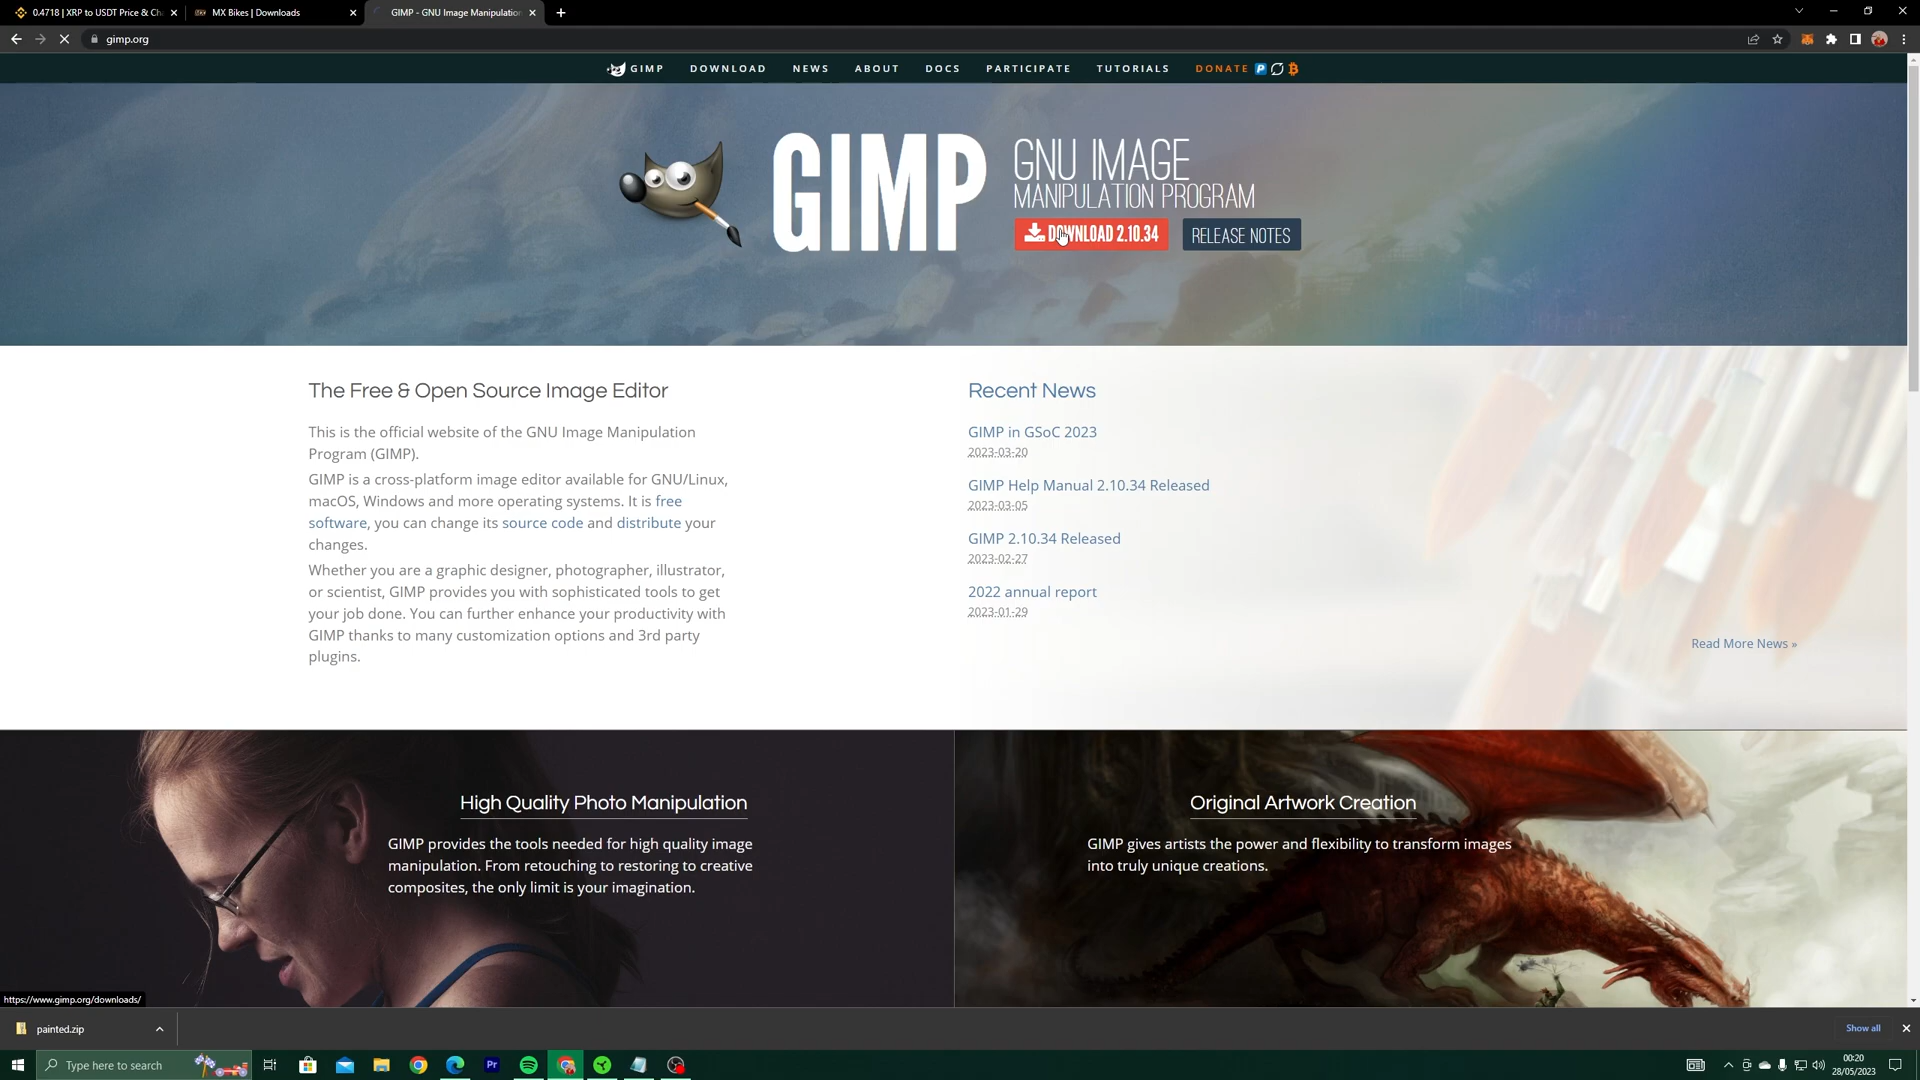 0.4718 | XRP to USDT Price & Ch
MX Bikes | Downloads
GIMP - GNU Image Manipulation
gimp.org
GIMP
DOWNLOAD
NEWS
ABOUT
DOCS
PARTICIPATE
TUTORIALS
DONATE
GIMP
GNU IMAGE
MANIPULATION PROGRAM
DOWNLOAD 2.10.34
RELEASE NOTES
The Free & Open Source Image Editor
This is the official website of the GNU Image Manipulation
Program (GIMP).
GIMP is a cross-platform image editor available for GNU/Linux,
macOS, Windows and more operating systems. It is free
software, you can change its source code and distribute your
changes.
Whether you are a graphic designer, photographer, illustrator,
or scientist, GIMP provides you with sophisticated tools to get
your job done. You can further enhance your productivity with
GIMP thanks to many customization options and 3rd party
plugins.
Recent News
GIMP in GSoC 2023
2023-03-20
GIMP Help Manual 2.10.34 Released
2023-03-05
GIMP 2.10.34 Released
2023-02-27
2022 annual report
2023-01-29
Read More News »
High Quality Photo Manipulation
GIMP provides the tools needed for high quality image
manipulation. From retouching to restoring to creative
composites, the only limit is your imagination.
Original Artwork Creation
GIMP gives artists the power and flexibility to transform images
into truly unique creations.
https://www.gimp.org/downloads/
painted.zip
Show all
Type here to search
Pr
00:20
28/05/2023